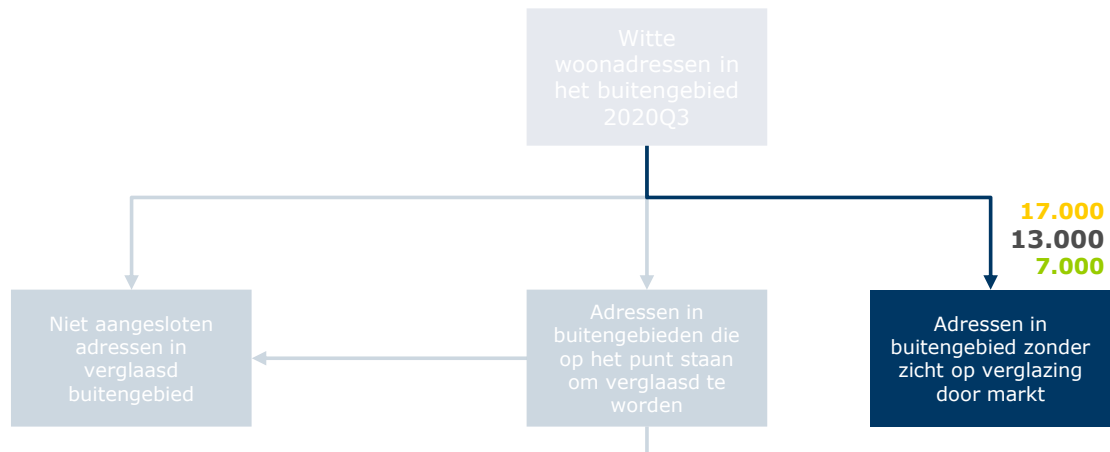 Witte
woonadressen in
het buitengebied
2020Q3
17.000
13.000
7.000
Niet aangesloten
adressen in
verglaasd
buitengebied
Adressen in
buitengebieden die
op het punt staan
om verglaasd te
worden
Adressen in
buitengebied zonder
zicht op verglazing
door markt